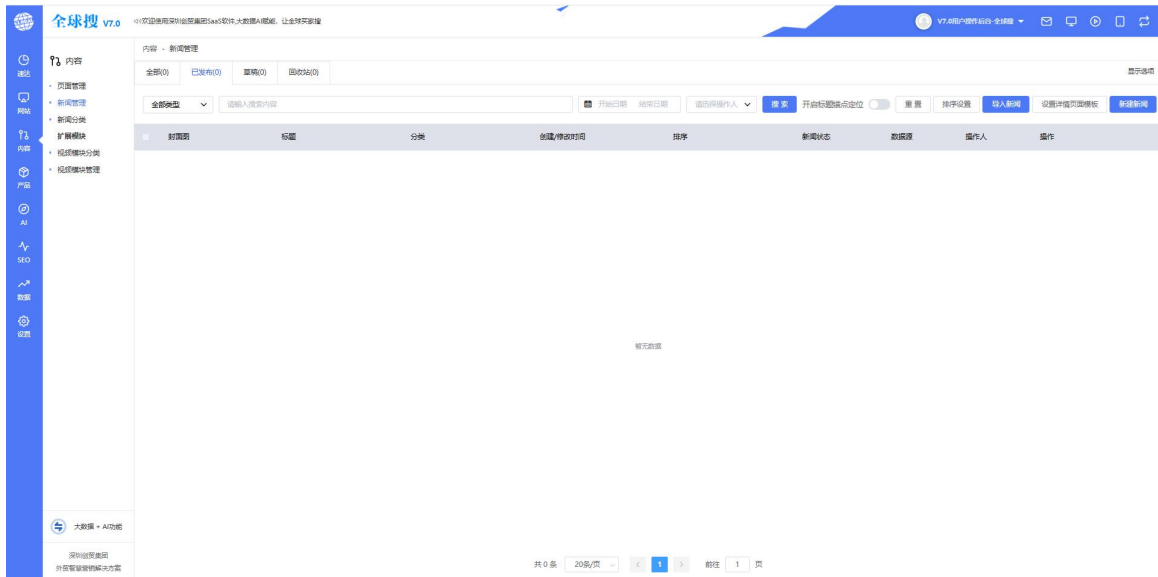 全球搜 V7.0
欢迎使用深圳创贸集团SaaS软件,大数据AI赋能、让全球买家撞
V7.0用户操作后台-全球搜
速达
网站
内容
产品
AI
SEO
数据
设置
内容
页面管理
新闻管理
新闻分类
扩展模块
视频模块分类
视频模块管理
大数据 + AI功能
深圳创贸集团
外贸智慧营销解决方案
内容 - 新闻管理
全部(0) 已发布(0) 草稿(0) 回收站(0) 显示选项
全部类型 请输入搜索内容 开始日期 结束日期 请选择操作人 搜 索 开启标题锚点定位 重 置 排序设置 导入新闻 设置详情页面模板 新建新闻
封面图 标题 分类 创建/修改时间 排序 新闻状态 数据源 操作人 操作
暂无数据
共 0 条 20条/页 1 前往 1 页